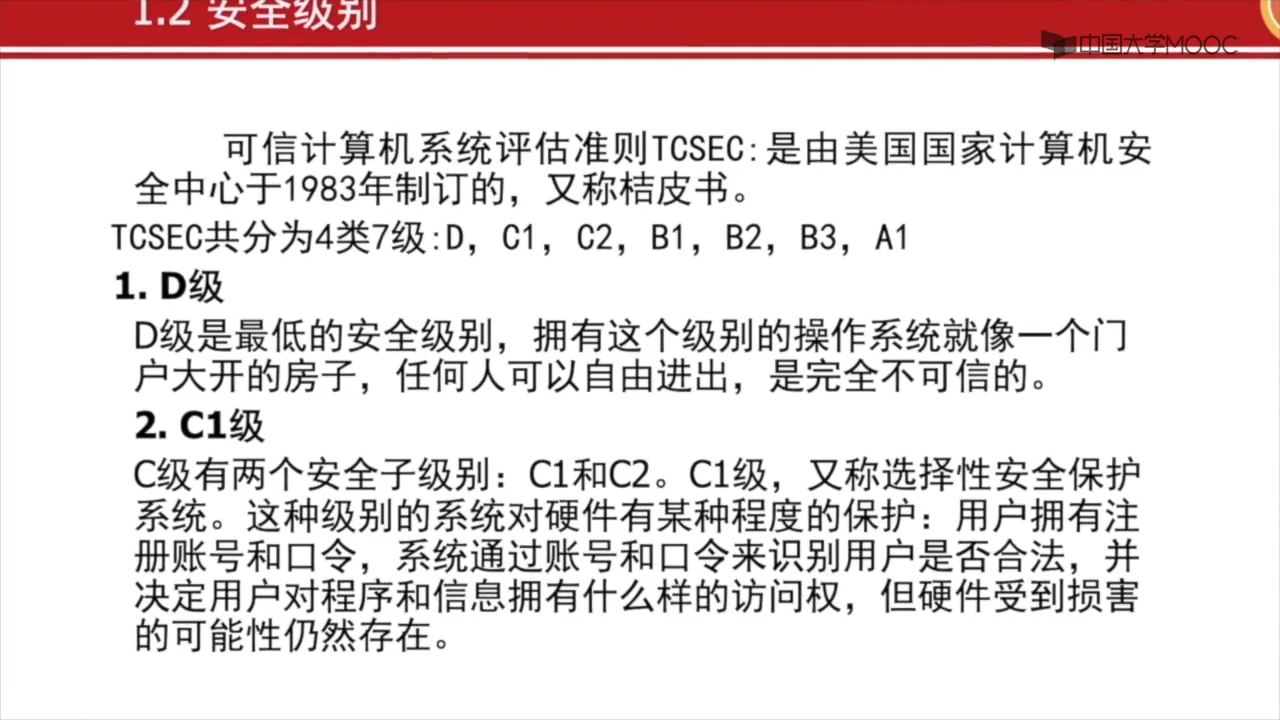 1.2 安全级别
中国大学MOOC
可信计算机系统评估准则TCSEC:是由美国国家计算机安
全中心于1983年制订的，又称桔皮书。
TCSEC共分为4类7级:D，C1，C2，B1，B2，B3，A1
1. D级
D级是最低的安全级别，拥有这个级别的操作系统就像一个门
户大开的房子，任何人可以自由进出，是完全不可信的。
2. C1级
C级有两个安全子级别：C1和C2。C1级，又称选择性安全保护
系统。这种级别的系统对硬件有某种程度的保护：用户拥有注
册账号和口令，系统通过账号和口令来识别用户是否合法，并
决定用户对程序和信息拥有什么样的访问权，但硬件受到损害
的可能性仍然存在。